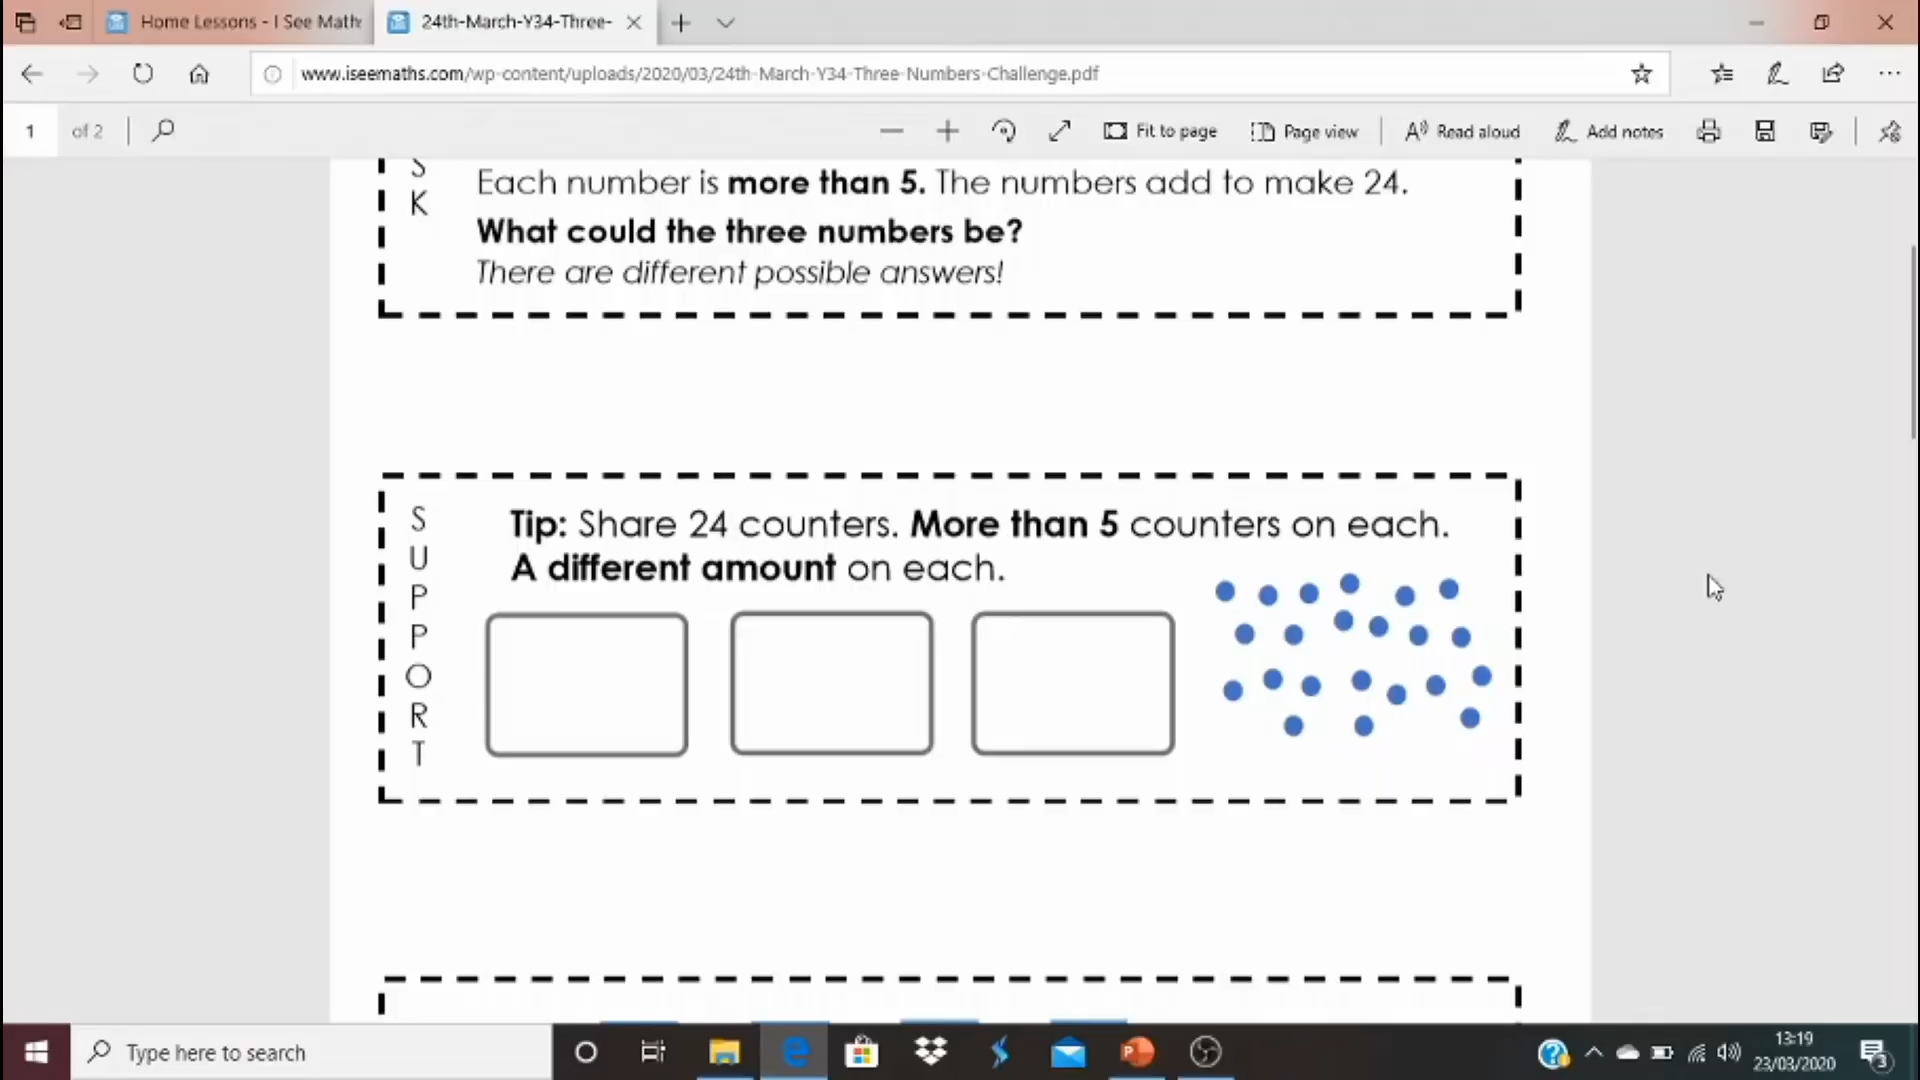 Home Lessons - I See Math
24th-March-Y34-Three-
www.iseemaths.com/wp-content/uploads/2020/03/24th-March-Y34-Three-Numbers-Challenge.pdf
1 of 2
Fit to page
Page view
Read aloud
Add notes
S
K
Each number is more than 5. The numbers add to make 24.
What could the three numbers be?
There are different possible answers!
S
U
P
P
O
R
T
Tip: Share 24 counters. More than 5 counters on each.
A different amount on each.
Type here to search
13:19
23/03/2020
3